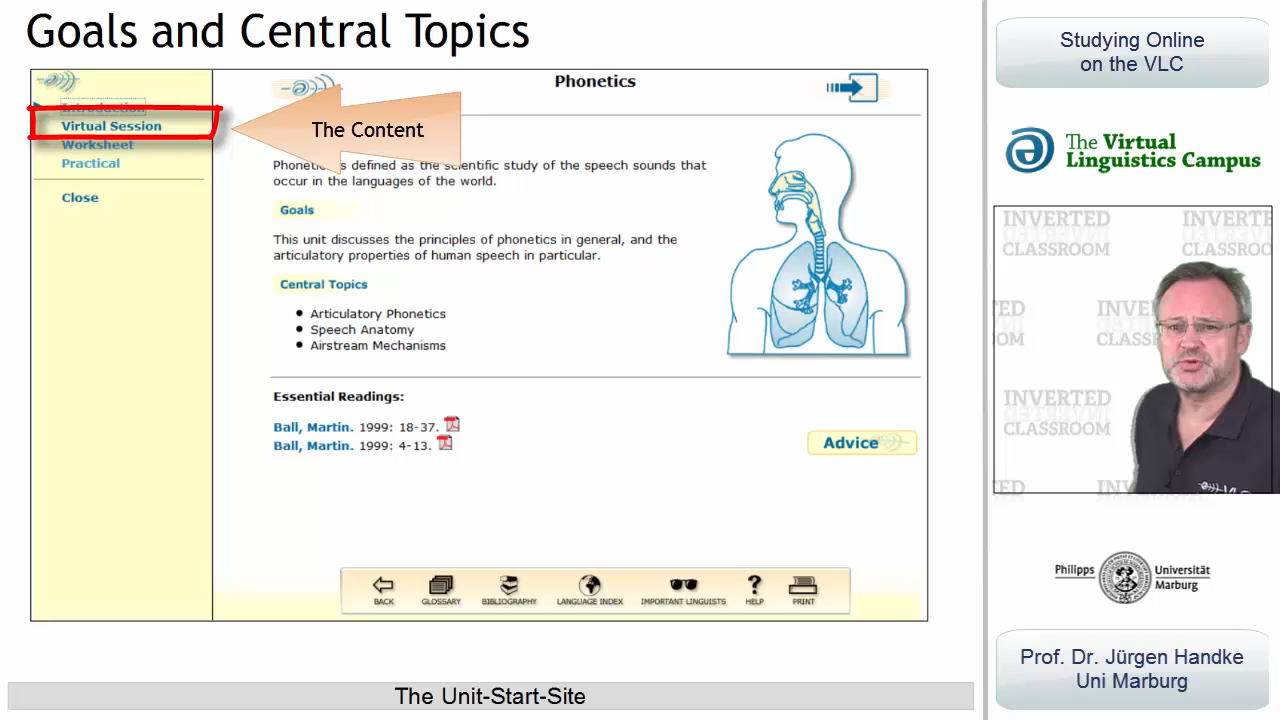 Goals and Central Topics
Introduction
Virtual Session
Worksheet
Practical
Close
Phonetics
The Content
Phonetics is defined as the scientific study of the speech sounds that
occur in the languages of the world.
Goals
This unit discusses the principles of phonetics in general, and the
articulatory properties of human speech in particular.
Central Topics
Articulatory Phonetics
Speech Anatomy
Airstream Mechanisms
Essential Readings:
Ball, Martin. 1999: 18-37.
Ball, Martin. 1999: 4-13.
Advice
BACK
GLOSSARY
BIBLIOGRAPHY
LANGUAGE INDEX
IMPORTANT LINGUISTS
HELP
PRINT
The Unit-Start-Site
Studying Online
on the VLC
The Virtual
Linguistics Campus
INVERTED
CLASSROOM
INVERTE
CLASSROOM
INVERTED
CLASSROOM
Philipps
Universität
Marburg
Prof. Dr. Jürgen Handke
Uni Marburg